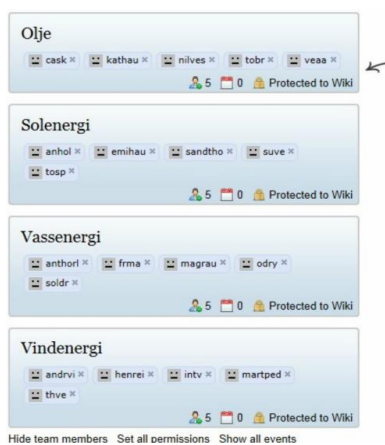 Olje
cask × kathau × nilves × tobr × veaa ×
5 0 Protected to Wiki
Solenergi
anhol × emihau × sandtho × suve ×
tosp ×
5 0 Protected to Wiki
Vassenergi
anthorl × frma × magrau × odry ×
soldr ×
5 0 Protected to Wiki
Vindenergi
andrvi × henrei × intv × martped ×
thve ×
5 0 Protected to Wiki
Hide team members Set all permissions Show all events